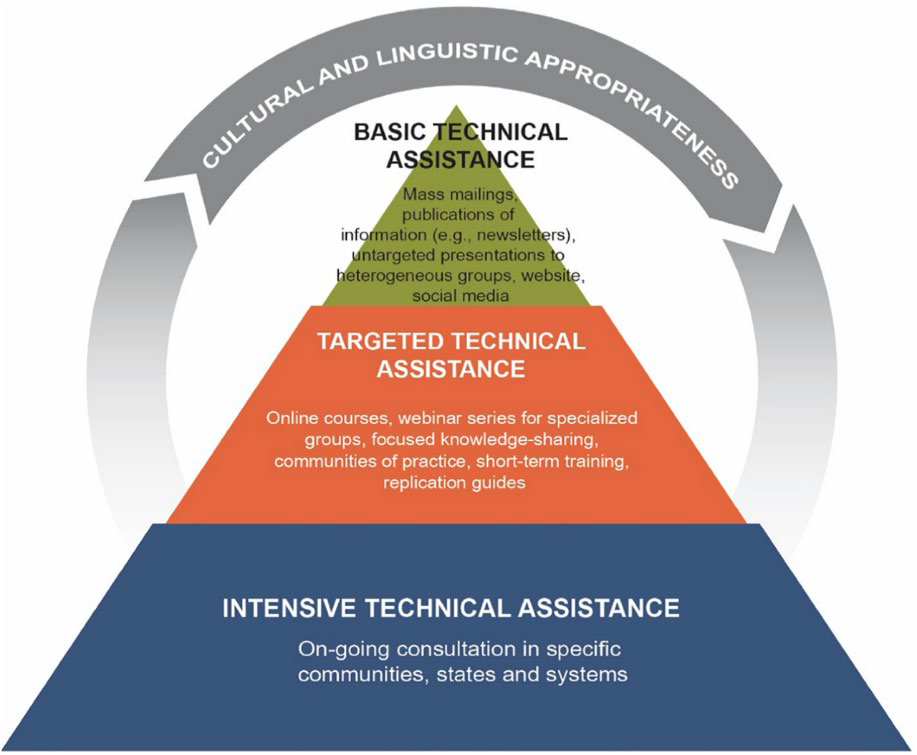 CULTURAL AND LINGUISTIC APPROPRIATENESS
BASIC TECHNICAL
ASSISTANCE
Mass mailings,
publications of
information (e.g., newsletters),
untargeted presentations to
heterogeneous groups, website,
social media
TARGETED TECHNICAL
ASSISTANCE
Online courses, webinar series for specialized
groups, focused knowledge-sharing,
communities of practice, short-term training,
replication guides
INTENSIVE TECHNICAL ASSISTANCE
On-going consultation in specific
communities, states and systems